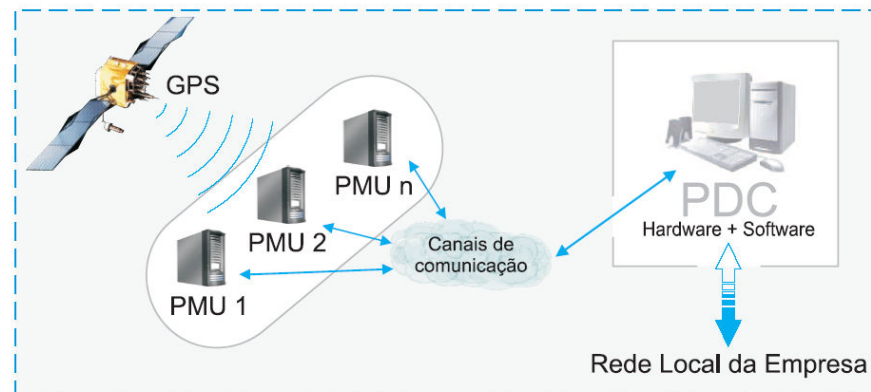 GPS
PMU n
PMU 2
PMU 1
Canais de
comunicação
PDC
Hardware + Software
Rede Local da Empresa